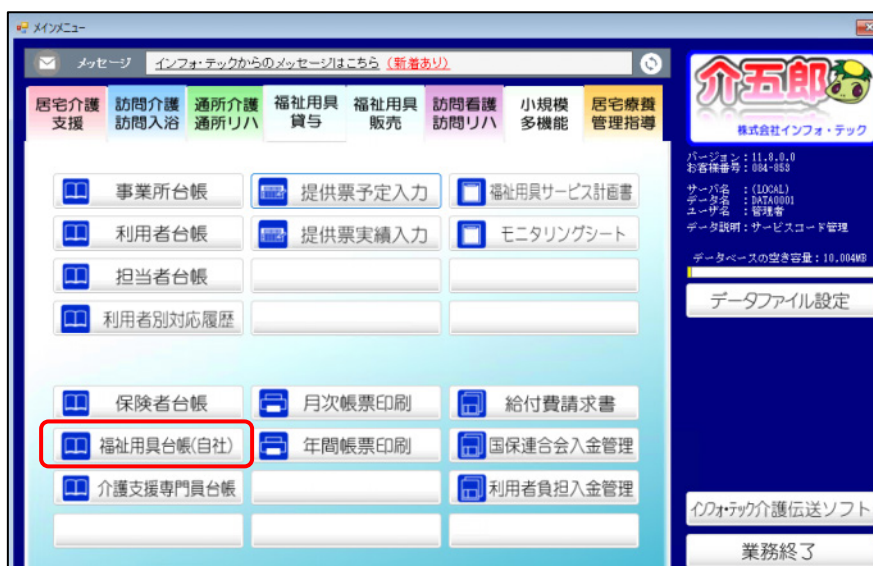 メインメニュー
メッセージ インフォ・テックからのメッセージはこちら (新着あり)
居宅介護 支援
訪問介護 訪問入浴
通所介護 通所リハ
福祉用具 貸与
福祉用具 販売
訪問看護 訪問リハ
小規模 多機能
居宅療養 管理指導
事業所台帳 提供票予定入力 福祉用具サービス計画書
利用者台帳 提供票実績入力 モニタリングシート
担当者台帳
利用者別対応履歴
保険者台帳 月次帳票印刷 給付費請求書
福祉用具台帳(自社) 年間帳票印刷 国保連合会入金管理
介護支援専門員台帳 利用者負担入金管理
介五郎
株式会社インフォ・テック
バージョン:11.8.0.0
お客様番号:084-853
サーバ名 :(LOCAL)
データ名 :DATA0001
ユーザ名 :管理者
データ説明:サービスコード管理
データベースの空き容量:10,004MB
データファイル設定
インフォ・テック介護伝送ソフト
業務終了